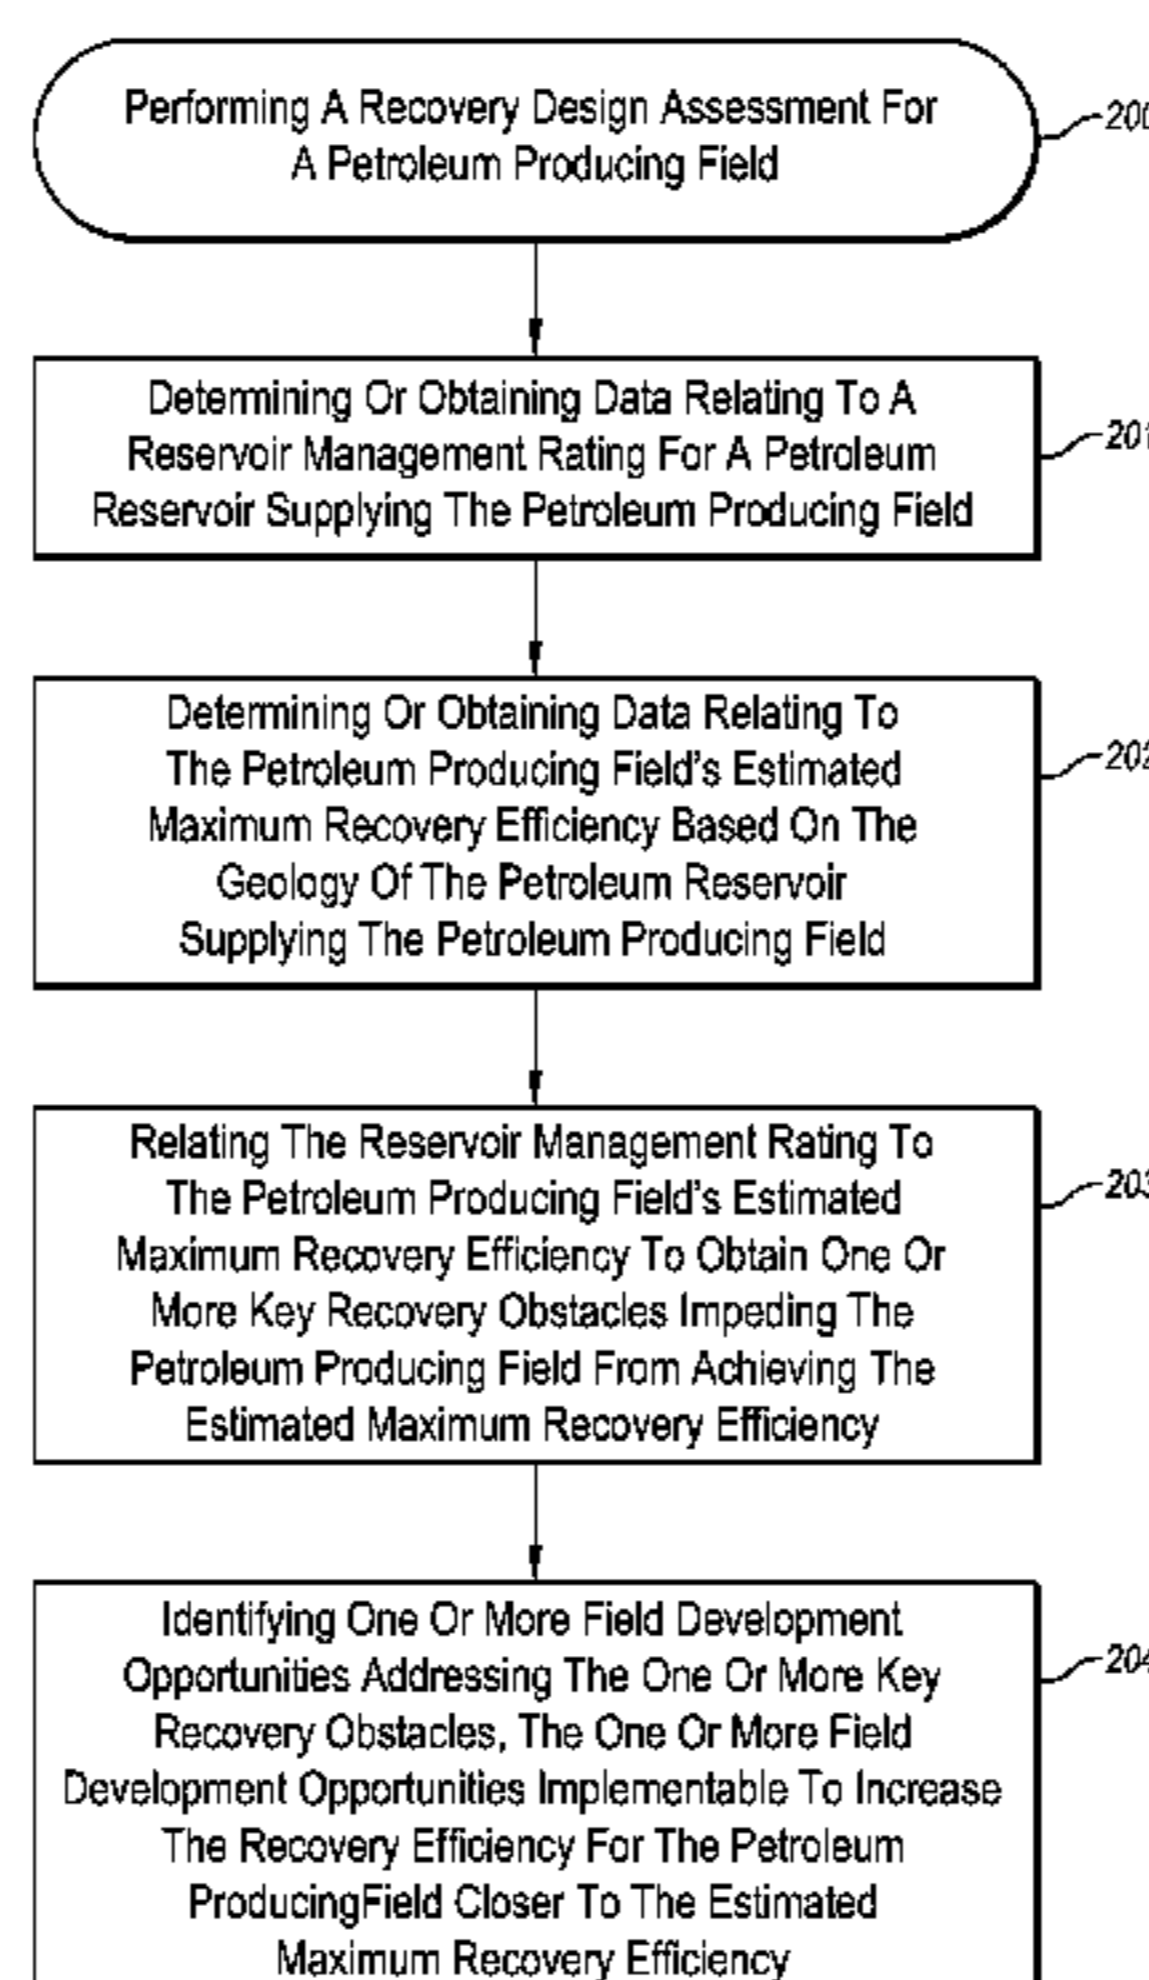 Performing A Recovery Design Assessment For
A Petroleum Producing Field
200
Determining Or Obtaining Data Relating To A
Reservoir Management Rating For A Petroleum
Reservoir Supplying The Petroleum Producing Field
201
Determining Or Obtaining Data Relating To
The Petroleum Producing Field's Estimated
Maximum Recovery Efficiency Based On The
Geology Of The Petroleum Reservoir
Supplying The Petroleum Producing Field
202
Relating The Reservoir Management Rating To
The Petroleum Producing Field's Estimated
Maximum Recovery Efficiency To Obtain One Or
More Key Recovery Obstacles Impeding The
Petroleum Producing Field From Achieving The
Estimated Maximum Recovery Efficiency
203
Identifying One Or More Field Development
Opportunities Addressing The One Or More Key
Recovery Obstacles, The One Or More Field
Development Opportunities Implementable To Increase
The Recovery Efficiency For The Petroleum
ProducingField Closer To The Estimated
Maximum Recovery Efficiency
204